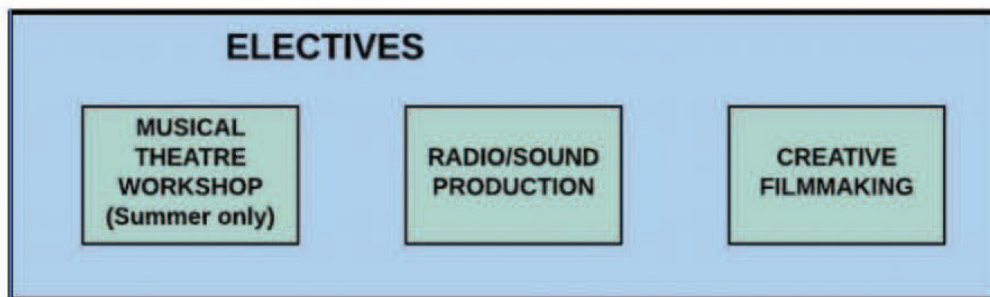 ELECTIVES
MUSICAL
THEATRE
WORKSHOP
(Summer only)
RADIO/SOUND
PRODUCTION
CREATIVE
FILMMAKING